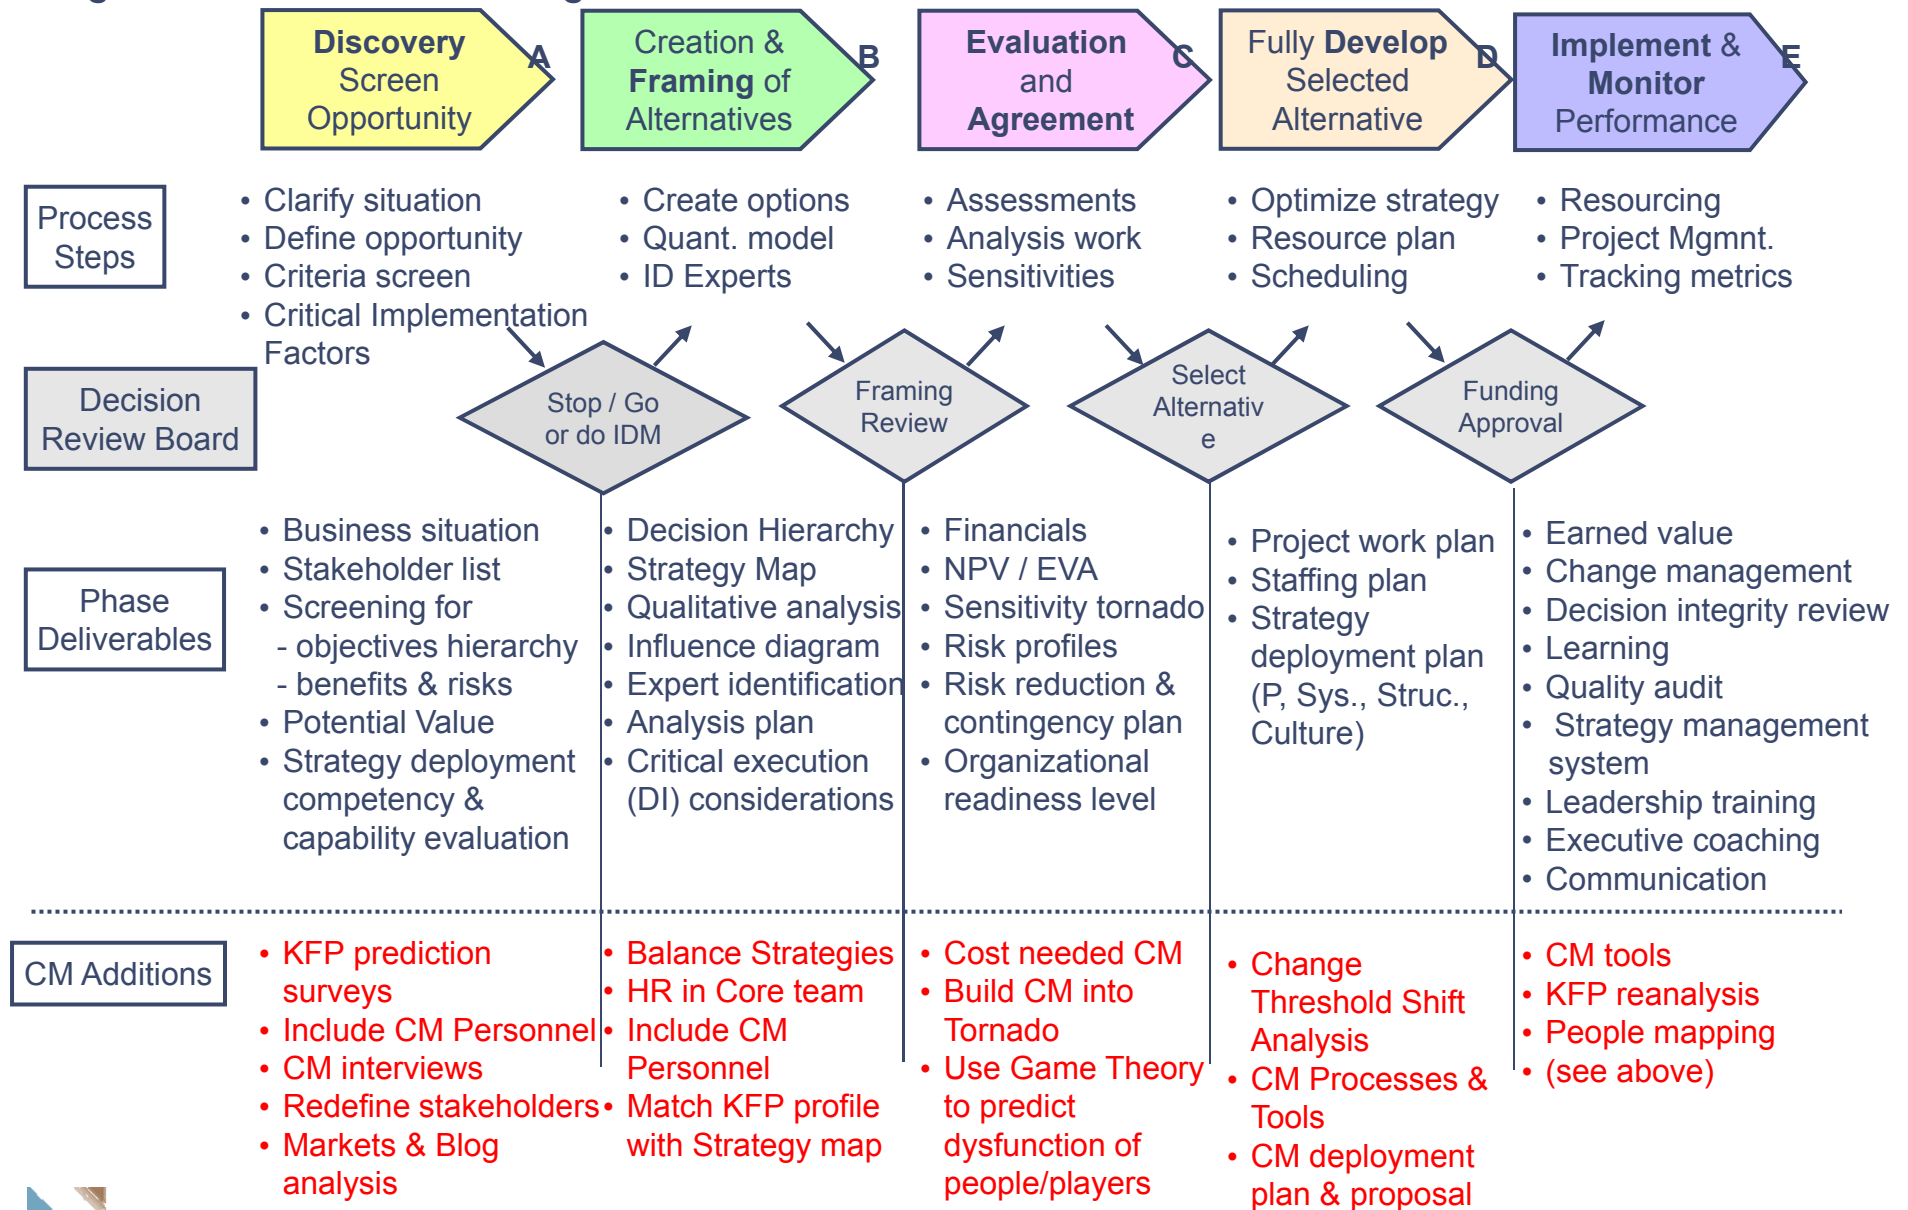 Discovery
Screen
Opportunity
A
Creation &
Framing of
Alternatives
B
Evaluation
and
Agreement
C
Fully Develop
Selected
Alternative
D
Implement &
Monitor
Performance
E
Process
Steps
• Clarify situation
• Define opportunity
• Criteria screen
• Critical Implementation
Factors
• Create options
• Quant. model
• ID Experts
• Assessments
• Analysis work
• Sensitivities
• Optimize strategy
• Resource plan
• Scheduling
• Resourcing
• Project Mgmnt.
• Tracking metrics
Decision
Review Board
Stop / Go
or do IDM
Framing
Review
Select
Alternativ
e
Funding
Approval
Phase
Deliverables
• Business situation
• Stakeholder list
• Screening for
- objectives hierarchy
- benefits & risks
• Potential Value
• Strategy deployment
competency &
capability evaluation
• Decision Hierarchy
• Strategy Map
• Qualitative analysis
• Influence diagram
• Expert identification
• Analysis plan
• Critical execution
(DI) considerations
• Financials
• NPV / EVA
• Sensitivity tornado
• Risk profiles
• Risk reduction &
contingency plan
• Organizational
readiness level
• Project work plan
• Staffing plan
• Strategy
deployment plan
(P, Sys., Struc.,
Culture)
• Earned value
• Change management
• Decision integrity review
• Learning
• Quality audit
• Strategy management
system
• Leadership training
• Executive coaching
• Communication
CM Additions
• KFP prediction
surveys
• Include CM Personnel
• CM interviews
• Redefine stakeholders
• Markets & Blog
analysis
• Balance Strategies
• HR in Core team
• Include CM
Personnel
• Match KFP profile
with Strategy map
• Cost needed CM
• Build CM into
Tornado
• Use Game Theory
to predict
dysfunction of
people/players
• Change
Threshold Shift
Analysis
• CM Processes &
Tools
• CM deployment
plan & proposal
• CM tools
• KFP reanalysis
• People mapping
• (see above)